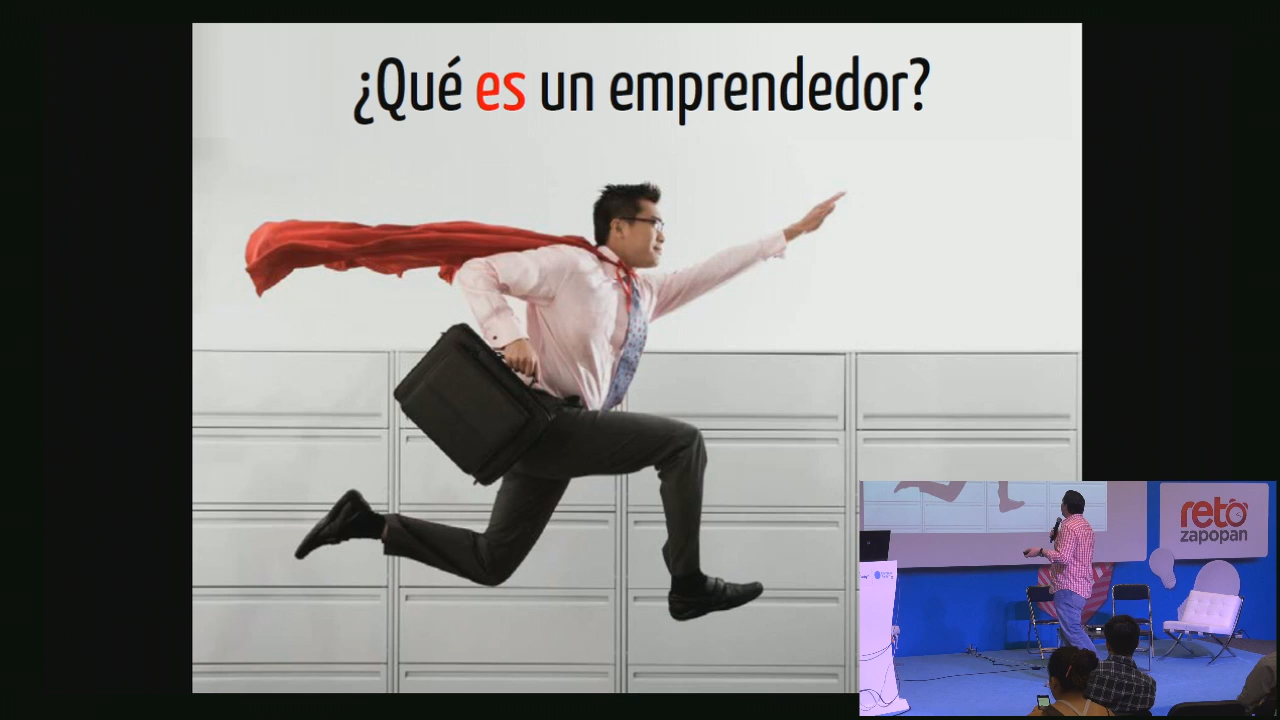 ¿Qué es un emprendedor?
reto
zapopan